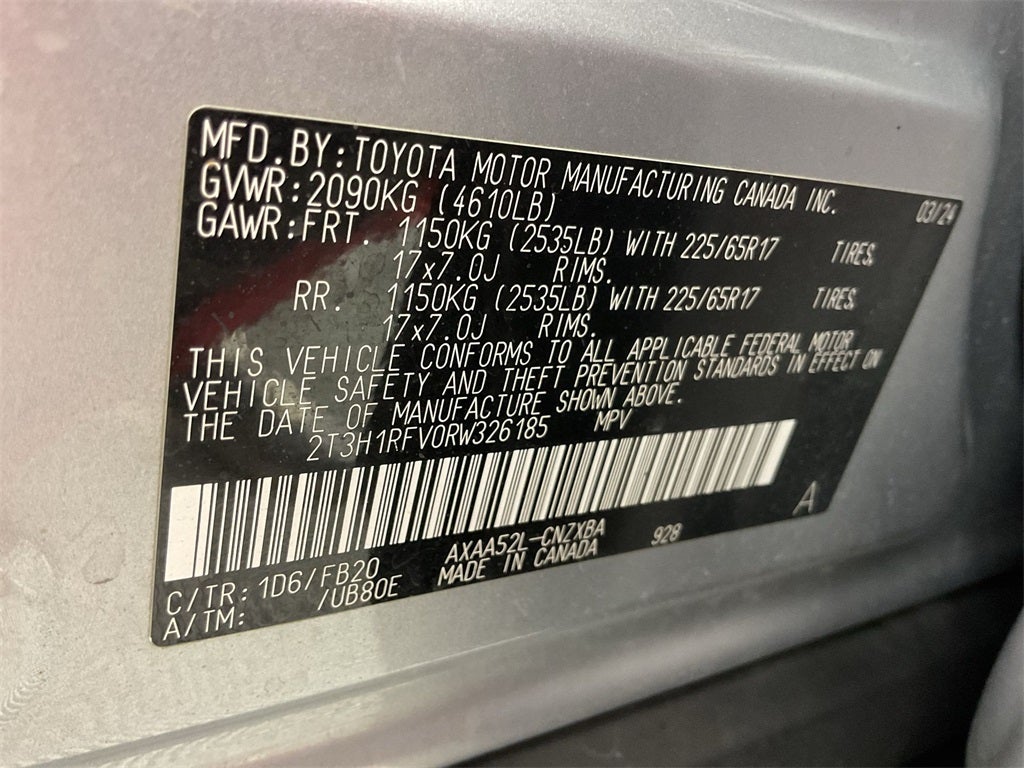 MFD.BY:TOYOTA MOTOR MANUFACTURING CANADA INC. 03/24
GVWR:2090KG (4610LB)
GAWR:FRT. 1150KG (2535LB) WITH 225/65R17 TIRES,
17x7.0J RIMS.
RR. 1150KG (2535LB) WITH 225/65R17 TIRES,
17x7.0J RIMS.
THIS VEHICLE CONFORMS TO ALL APPLICABLE FEDERAL MOTOR
VEHICLE SAFETY AND THEFT PREVENTION STANDARDS IN EFFECT ON
THE DATE OF MANUFACTURE SHOWN ABOVE.
2T3H1RFV0RW326185 MPV
A
C/TR: 1D6/FB20 AXAA52L-CNZXBA 928
A/TM: /UB80E MADE IN CANADA